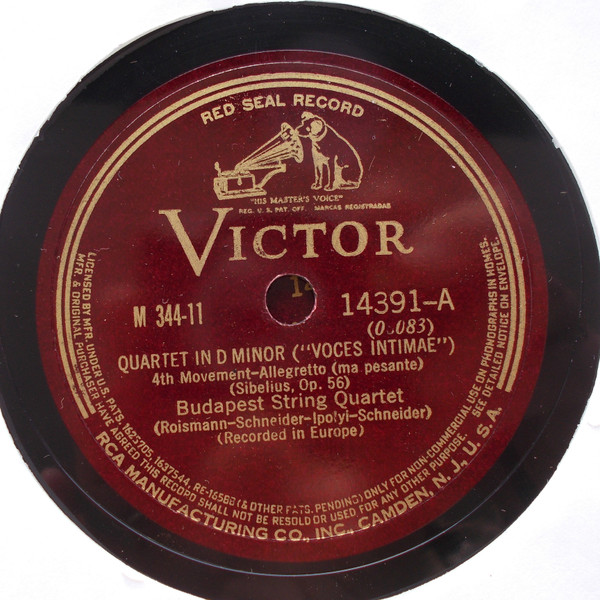 RED SEAL RECORD
"HIS MASTER'S VOICE"
REG. U. S. PAT. OFF. MARCAS REGISTRADAS
VICTOR
M 344-11
14391-A
(0.083)
QUARTET IN D MINOR ("VOCES INTIMAE")
4th Movement-Allegretto (ma pesante)
(Sibelius, Op. 56)
Budapest String Quartet
(Roismann-Schneider-Ipolyi-Schneider)
(Recorded in Europe)
LICENSED BY MFR. UNDER U.S. PATS. 1625705, 1637544, RE-16588 (& OTHER PATS. PENDING) ONLY FOR NON-COMMERCIAL USE ON PHONOGRAPHS IN HOMES.
MFR. & ORIGINAL PURCHASER HAVE AGREED THIS RECORD SHALL NOT BE RESOLD OR USED FOR ANY OTHER PURPOSE. SEE DETAILED NOTICE ON ENVELOPE.
RCA MANUFACTURING CO., INC., CAMDEN, N. J., U. S. A.